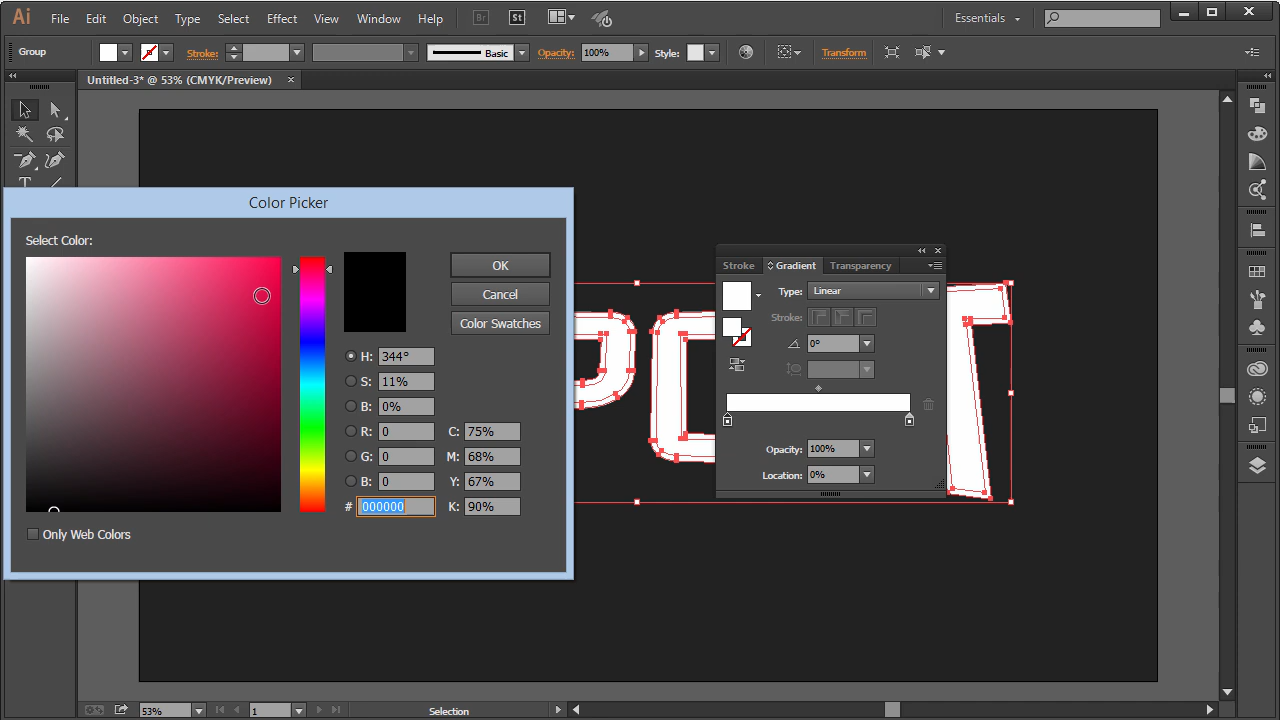 Ai File Edit Object Type Select Effect View Window Help Br St Essentials
Group Stroke: Basic Opacity: 100% Style: Transform
Untitled-3* @ 53% (CMYK/Preview)
T
Color Picker
Select Color:
OK
Cancel
Color Swatches
H: 344°
S: 11%
B: 0%
R: 0 C: 75%
G: 0 M: 68%
B: 0 Y: 67%
# 000000 K: 90%
Only Web Colors
Stroke Gradient Transparency
Type: Linear
Stroke:
0°
Opacity: 100%
Location: 0%
53% 1 Selection